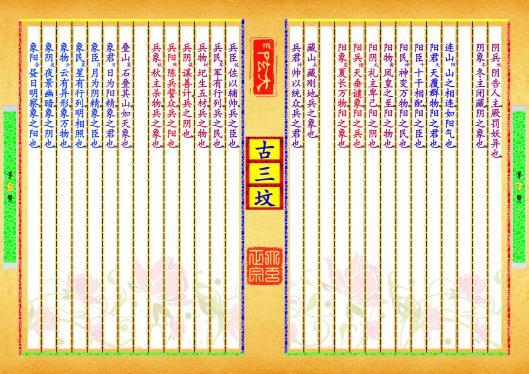 阴兵：阴告人主厥罚妖异也
阴象：冬主闭藏阴之象也
连山：山之相连如阳气也
阳君：天覆群物阳之君也
阳臣：十干相配阳之臣也
阳民：神变万物阳之民也
阳物：凤皇之至阳之物也
阳阴：礼主卑己阳之阴也
阳兵：天垂谴象阳之兵也
阳象：夏长万物阳之象也
藏山：藏刚地兵之象也
兵君：帅以统众兵之君也
古三坟
兵臣：佐以辅帅兵之臣也
兵民：军有行列兵之民也
兵物：圮生五材兵之物也
兵阴：谋善计兵之阴也
兵阳：陈兵誓众兵之阳也
兵象：秋主杀物兵之象也
叠山：石叠其山如天象也
象君：日为阳精象之君也
象臣：月为阴精象之臣也
象民：星有行列明相照也
象物：云有异形象万物也
象阴：夜景幽暗象之阴也
象阳：昼日明察象之阳也